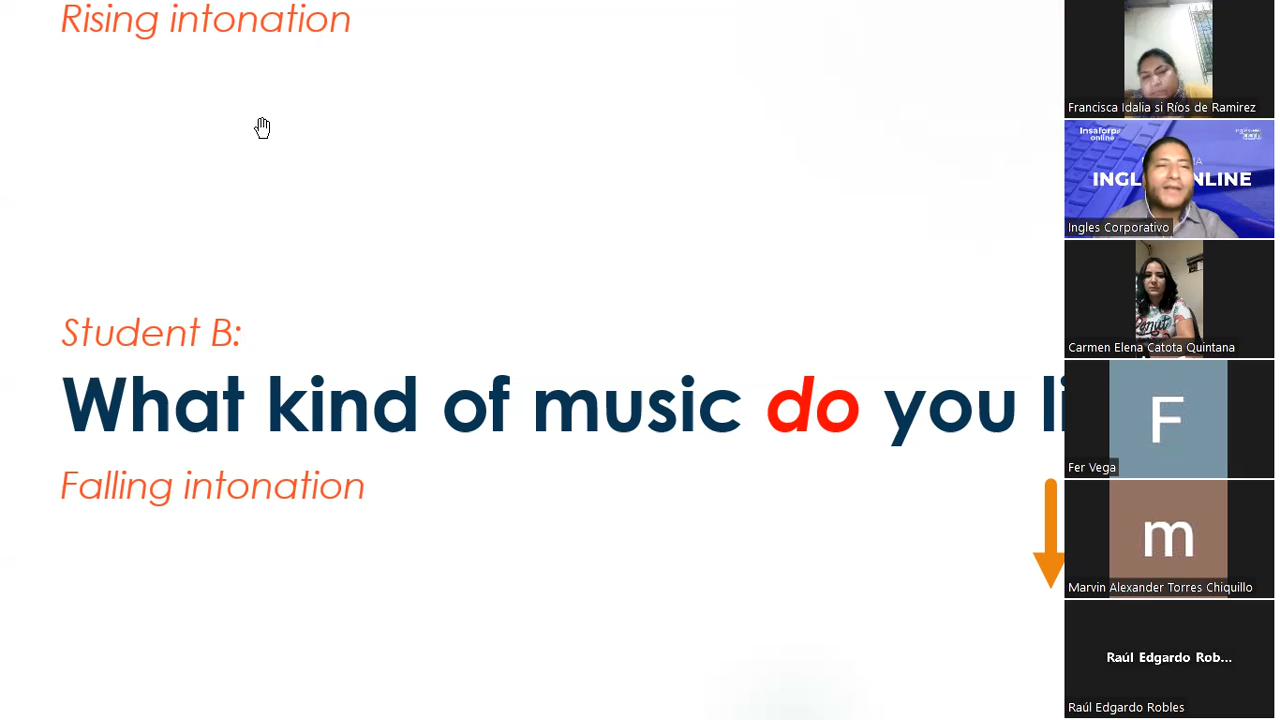 Rising intonation
Student B:
What kind of music do you li
Falling intonation
Francisca Idalia si Ríos de Ramirez
Insaforp
online
INGL NLINE
Ingles Corporativo
Carmen Elena Catota Quintana
F
Fer Vega
m
Marvin Alexander Torres Chiquillo
Raúl Edgardo Rob...
Raúl Edgardo Robles